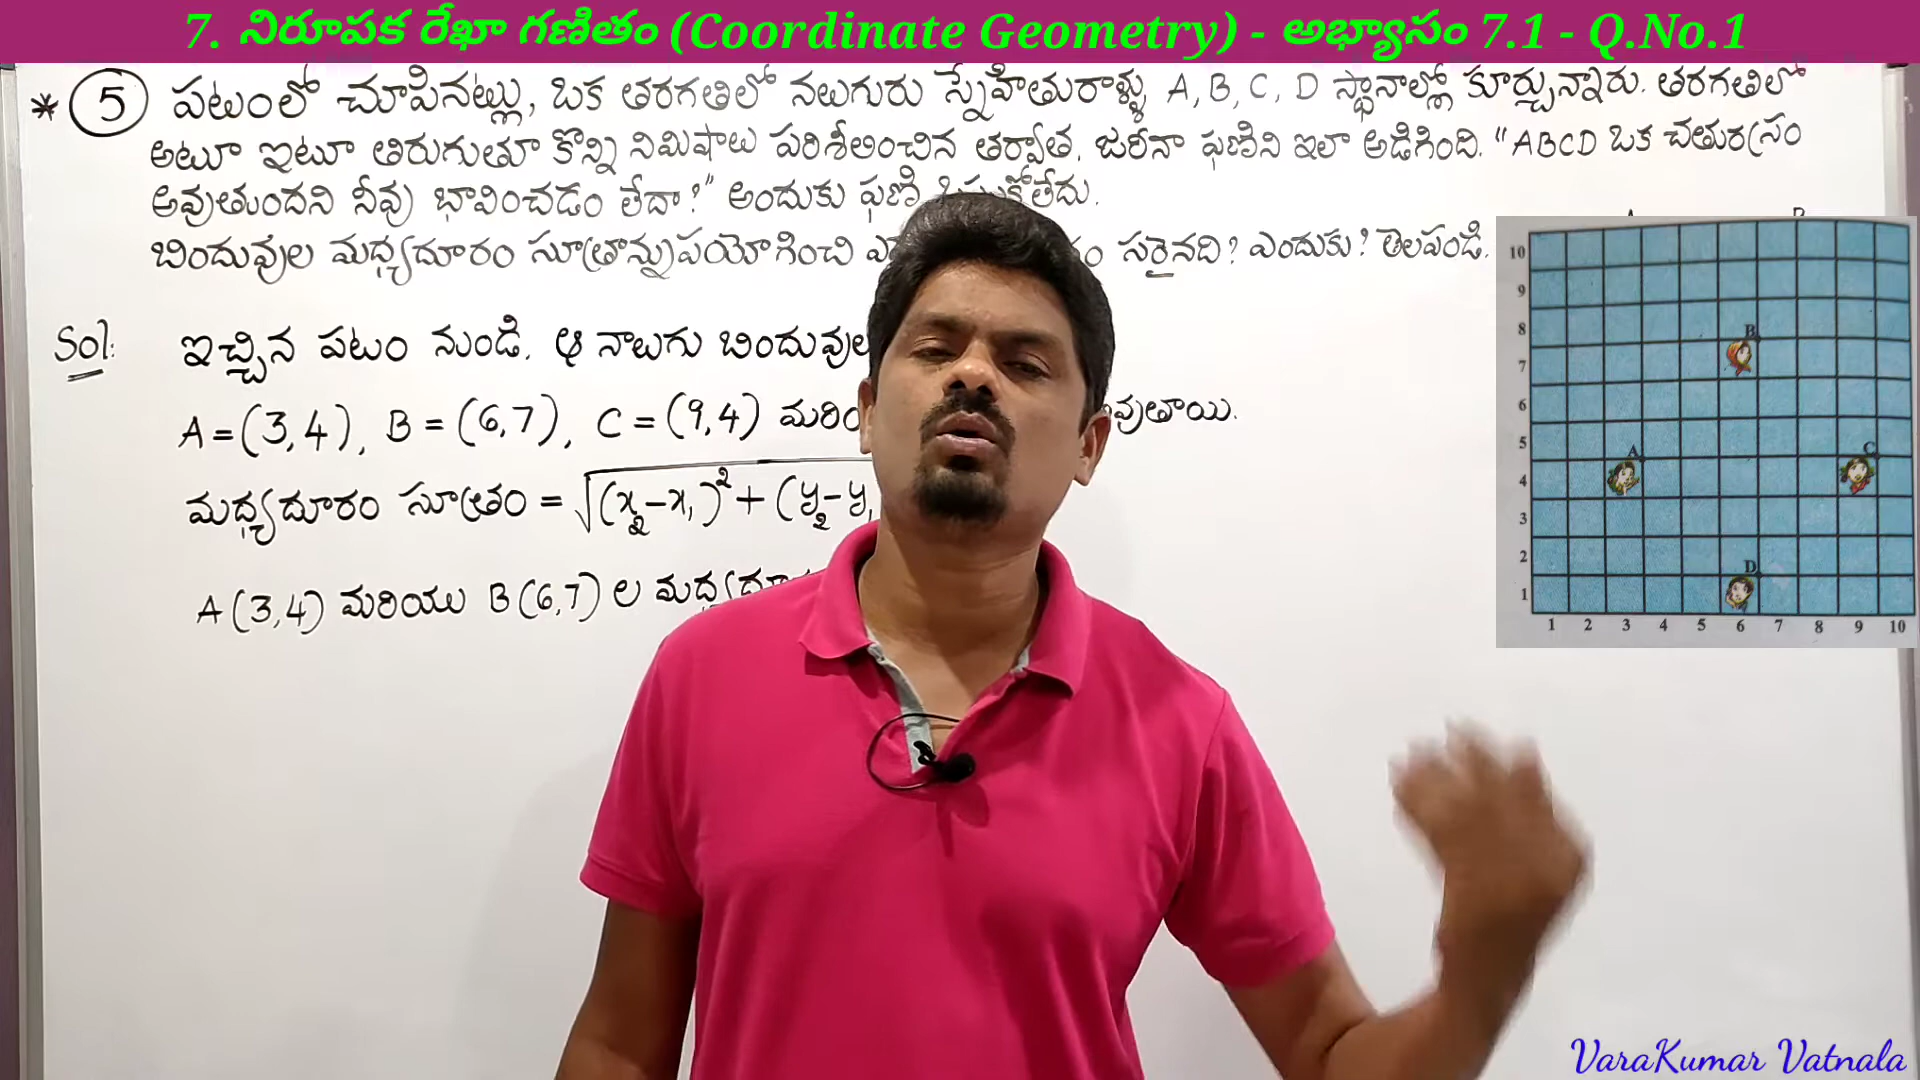 7. నిరూపక రేఖా గణితం (Coordinate Geometry) - అభ్యాసం 7.1 - Q.No.1
* 5 పటంలో చూపినట్లు, ఒక తరగతిలో నలుగురు స్నేహితురాళ్ళు A, B, C, D స్థానాల్లో కూర్చున్నారు. తరగతిలో
అటూ ఇటూ తిరుగుతూ కొన్ని నిమిషాలు పరిశీలించిన తర్వాత, జరీనా ఫణిని ఇలా అడిగింది. "ABCD ఒక చతురస్రం
అవుతుందని నీవు భావించడం లేదా?" అందుకు ఫణి
బిందువుల మధ్యదూరం సూత్రాన్నుపయోగించి సరైనది? ఎందుకు? తెలపండి.
Sol: ఇచ్చిన పటం నుండి. ఆ నాలుగు బిందువుల
A = (3,4), B = (6,7), C = (9,4) వుతాయి.
మధ్యదూరం సూత్రం = √(x₂-x₁)² + (y₂-y₁
A(3,4) మరియు B(6,7) ల
10
9
8
7
6
5
4
3
2
1
B
A
C
D
1 2 3 4 5 6 7 8 9 10
VaraKumar Vatnala